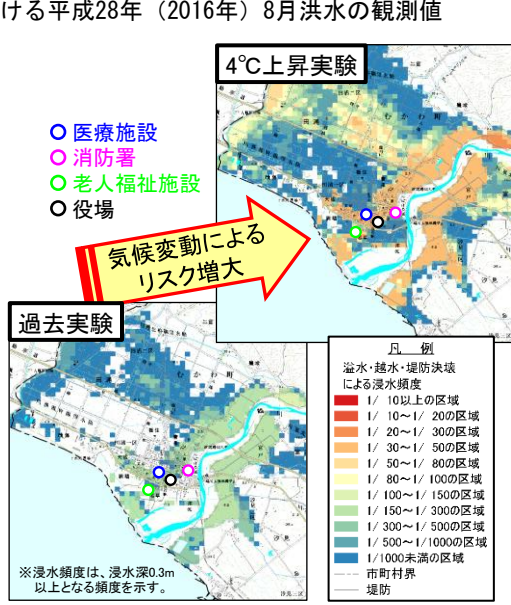 ける平成28年（2016年）8月洪水の観測値
4℃上昇実験
医療施設
消防署
老人福祉施設
役場
気候変動による
リスク増大
過去実験
むかわ町
むかわ町
※浸水頻度は、浸水深0.3m
以上となる頻度を示す。
凡　例
溢水・越水・堤防決壊
による浸水頻度
1/ 10以上の区域
1/ 10～1/ 20の区域
1/ 20～1/ 30の区域
1/ 30～1/ 50の区域
1/ 50～1/ 80の区域
1/ 80～1/ 100の区域
1/ 100～1/ 150の区域
1/ 150～1/ 300の区域
1/ 300～1/ 500の区域
1/ 500～1/1000の区域
1/1000未満の区域
市町村界
堤防